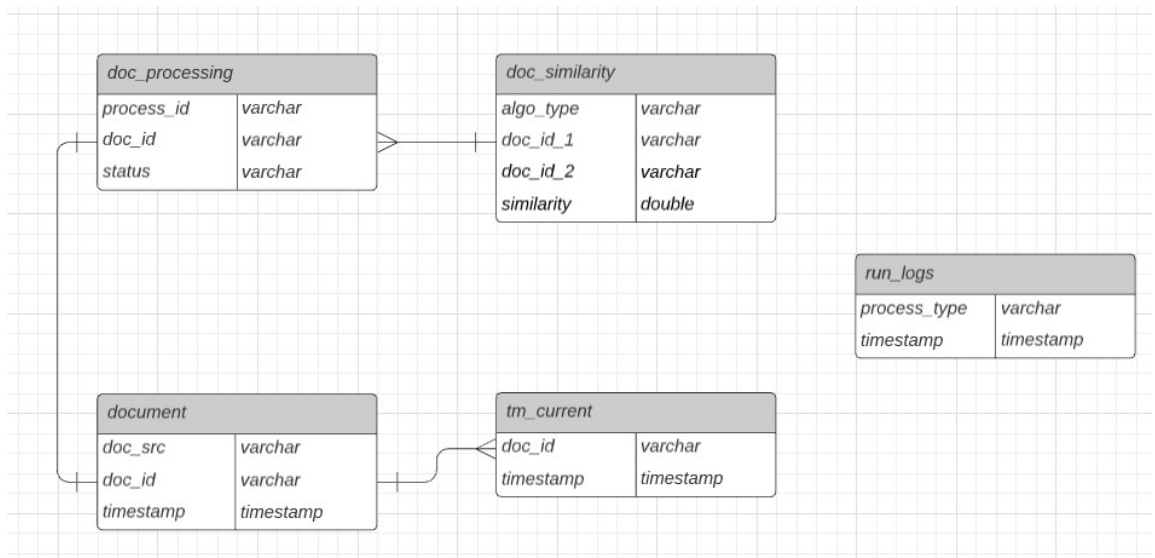 doc_processing
process_id varchar
doc_id varchar
status varchar
doc_similarity
algo_type varchar
doc_id_1 varchar
doc_id_2 varchar
similarity double
run_logs
process_type varchar
timestamp timestamp
document
doc_src varchar
doc_id varchar
timestamp timestamp
tm_current
doc_id varchar
timestamp timestamp